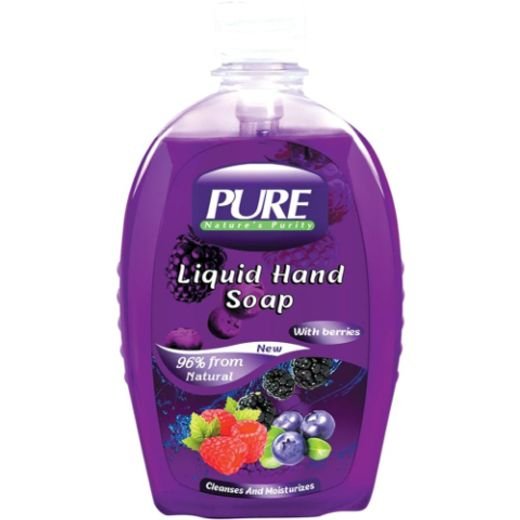 PURE
Nature's Purity
Liquid Hand
Soap
With berries
New
96% from
Natural
Cleanses And Moisturizes